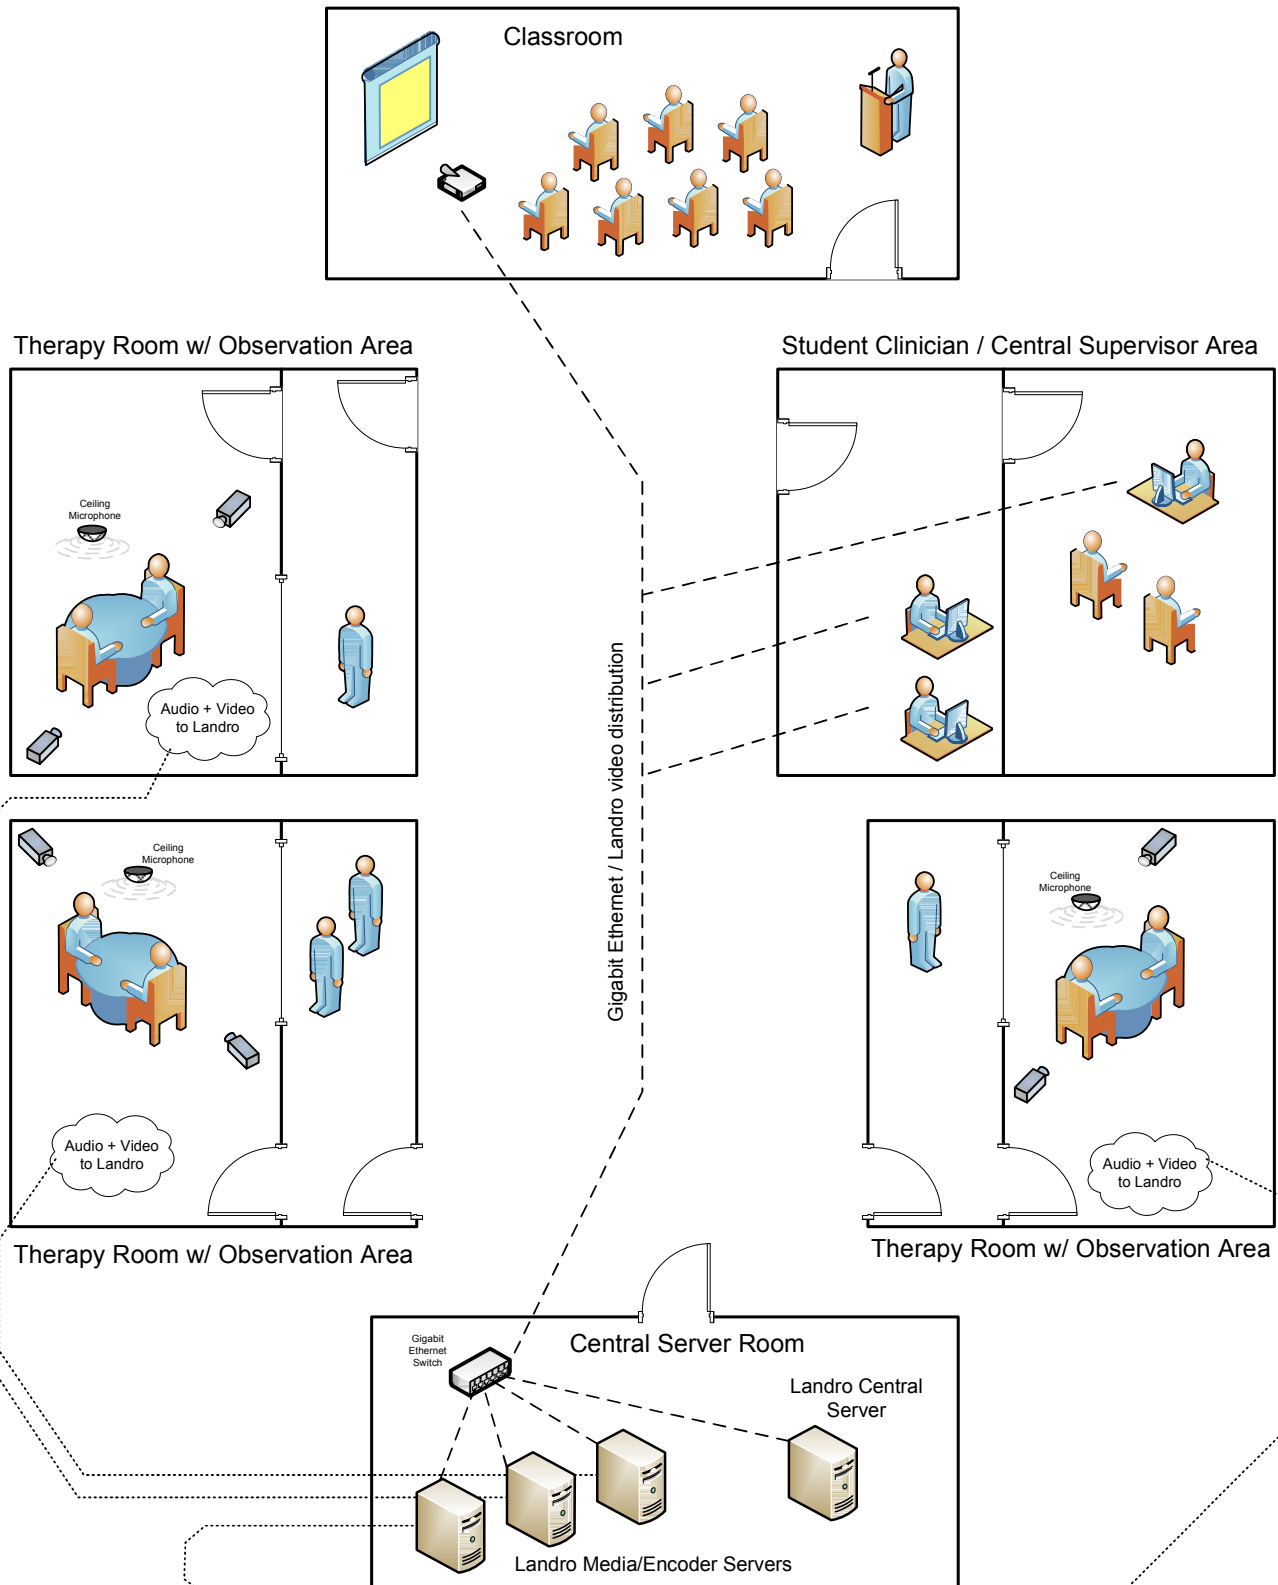 Classroom
Therapy Room w/ Observation Area
Student Clinician / Central Supervisor Area
Ceiling
Microphone
Audio + Video
to Landro
Gigabit Ethernet / Landro video distribution
Ceiling
Microphone
Audio + Video
to Landro
Therapy Room w/ Observation Area
Ceiling
Microphone
Audio + Video
to Landro
Therapy Room w/ Observation Area
Gigabit
Ethernet
Switch
Central Server Room
Landro Central
Server
Landro Media/Encoder Servers